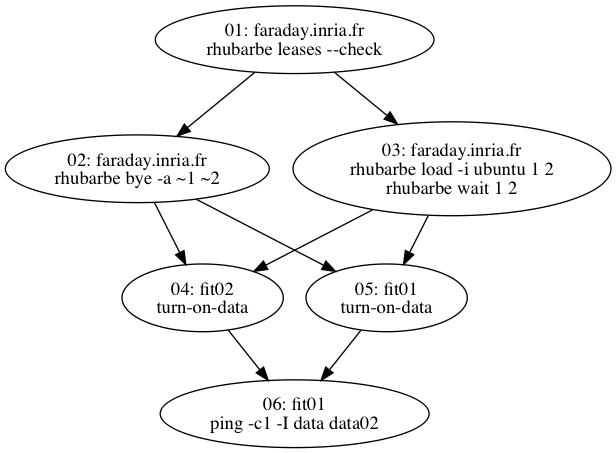 01: faraday.inria.fr
rhubarbe leases --check
02: faraday.inria.fr
rhubarbe bye -a ~1 ~2
03: faraday.inria.fr
rhubarbe load -i ubuntu 1 2
rhubarbe wait 1 2
04: fit02
turn-on-data
05: fit01
turn-on-data
06: fit01
ping -c1 -I data data02